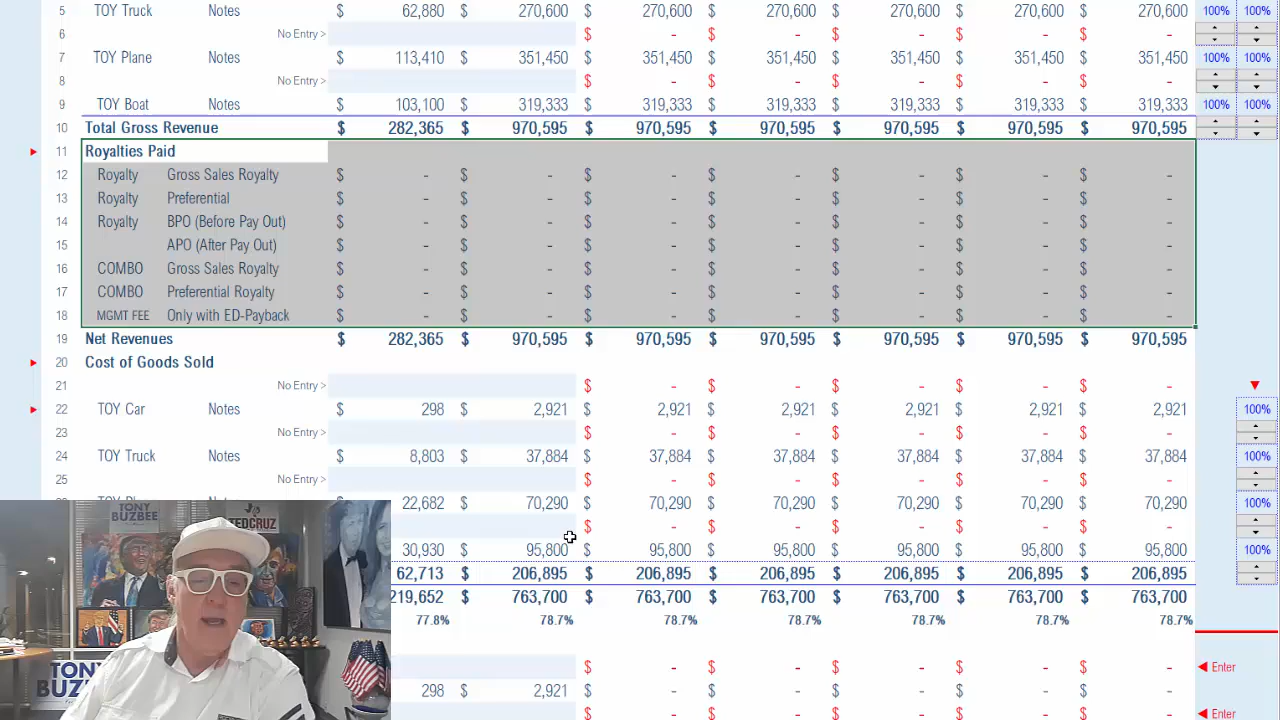 5 TOY Truck Notes $ 62,880 $ 270,600 $ 270,600 $ 270,600 $ 270,600 $ 270,600 $ 270,600 100% 100%
6 No Entry > $ - $ - $ - $ - $ -
7 TOY Plane Notes $ 113,410 $ 351,450 $ 351,450 $ 351,450 $ 351,450 $ 351,450 $ 351,450 100% 100%
8 No Entry > $ - $ - $ - $ - $ -
9 TOY Boat Notes $ 103,100 $ 319,333 $ 319,333 $ 319,333 $ 319,333 $ 319,333 $ 319,333 100% 100%
10 Total Gross Revenue $ 282,365 $ 970,595 $ 970,595 $ 970,595 $ 970,595 $ 970,595 $ 970,595
11 Royalties Paid
12 Royalty Gross Sales Royalty $ - $ - $ - $ - $ - $ - $ -
13 Royalty Preferential $ - $ - $ - $ - $ - $ - $ -
14 Royalty BPO (Before Pay Out) $ - $ - $ - $ - $ - $ - $ -
15 APO (After Pay Out) $ - $ - $ - $ - $ - $ - $ -
16 COMBO Gross Sales Royalty $ - $ - $ - $ - $ - $ - $ -
17 COMBO Preferential Royalty $ - $ - $ - $ - $ - $ - $ -
18 MGMT FEE Only with ED-Payback $ - $ - $ - $ - $ - $ - $ -
19 Net Revenues $ 282,365 $ 970,595 $ 970,595 $ 970,595 $ 970,595 $ 970,595 $ 970,595
20 Cost of Goods Sold
21 No Entry > $ - $ - $ - $ - $ -
22 TOY Car Notes $ 298 $ 2,921 $ 2,921 $ 2,921 $ 2,921 $ 2,921 $ 2,921 100%
23 No Entry > $ - $ - $ - $ - $ -
24 TOY Truck Notes $ 8,803 $ 37,884 $ 37,884 $ 37,884 $ 37,884 $ 37,884 $ 37,884 100%
25 No Entry > $ - $ - $ - $ - $ -
22,682 $ 70,290 $ 70,290 $ 70,290 $ 70,290 $ 70,290 $ 70,290 100%
$ - $ - $ - $ - $ -
30,930 $ 95,800 $ 95,800 $ 95,800 $ 95,800 $ 95,800 $ 95,800 100%
62,713 $ 206,895 $ 206,895 $ 206,895 $ 206,895 $ 206,895 $ 206,895
219,652 $ 763,700 $ 763,700 $ 763,700 $ 763,700 $ 763,700 $ 763,700
77.8% 78.7% 78.7% 78.7% 78.7% 78.7% 78.7%
$ - $ - $ - $ - $ - Enter
298 $ 2,921 $ - $ - $ - $ - $ -
$ - $ - $ - $ - $ - Enter
TONY
BUZBEE
TEDCRUZ
TONY
BUZ